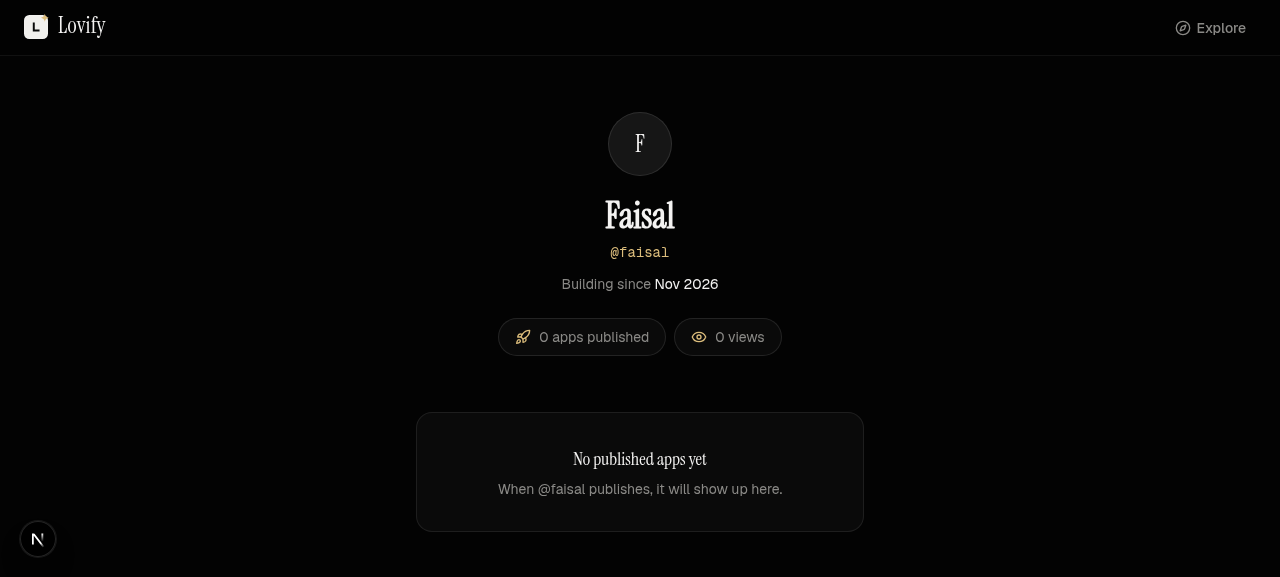 L Lovify
Explore
F
Faisal
@faisal
Building since Nov 2026
0 apps published
0 views
No published apps yet
When @faisal publishes, it will show up here.
N